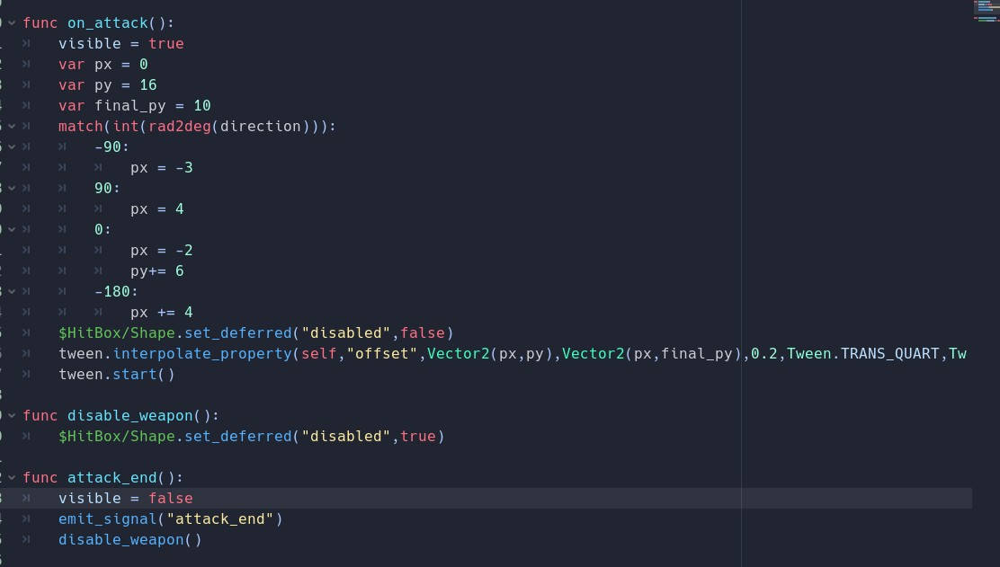 func on_attack():
visible = true
var px = 0
var py = 16
var final_py = 10
match(int(rad2deg(direction))):
-90:
px = -3
90:
px = 4
0:
px = -2
py+= 6
-180:
px += 4
$HitBox/Shape.set_deferred("disabled",false)
tween.interpolate_property(self,"offset",Vector2(px,py),Vector2(px,final_py),0.2,Tween.TRANS_QUART,Tw
tween.start()
func disable_weapon():
$HitBox/Shape.set_deferred("disabled",true)
func attack_end():
visible = false
emit_signal("attack_end")
disable_weapon()